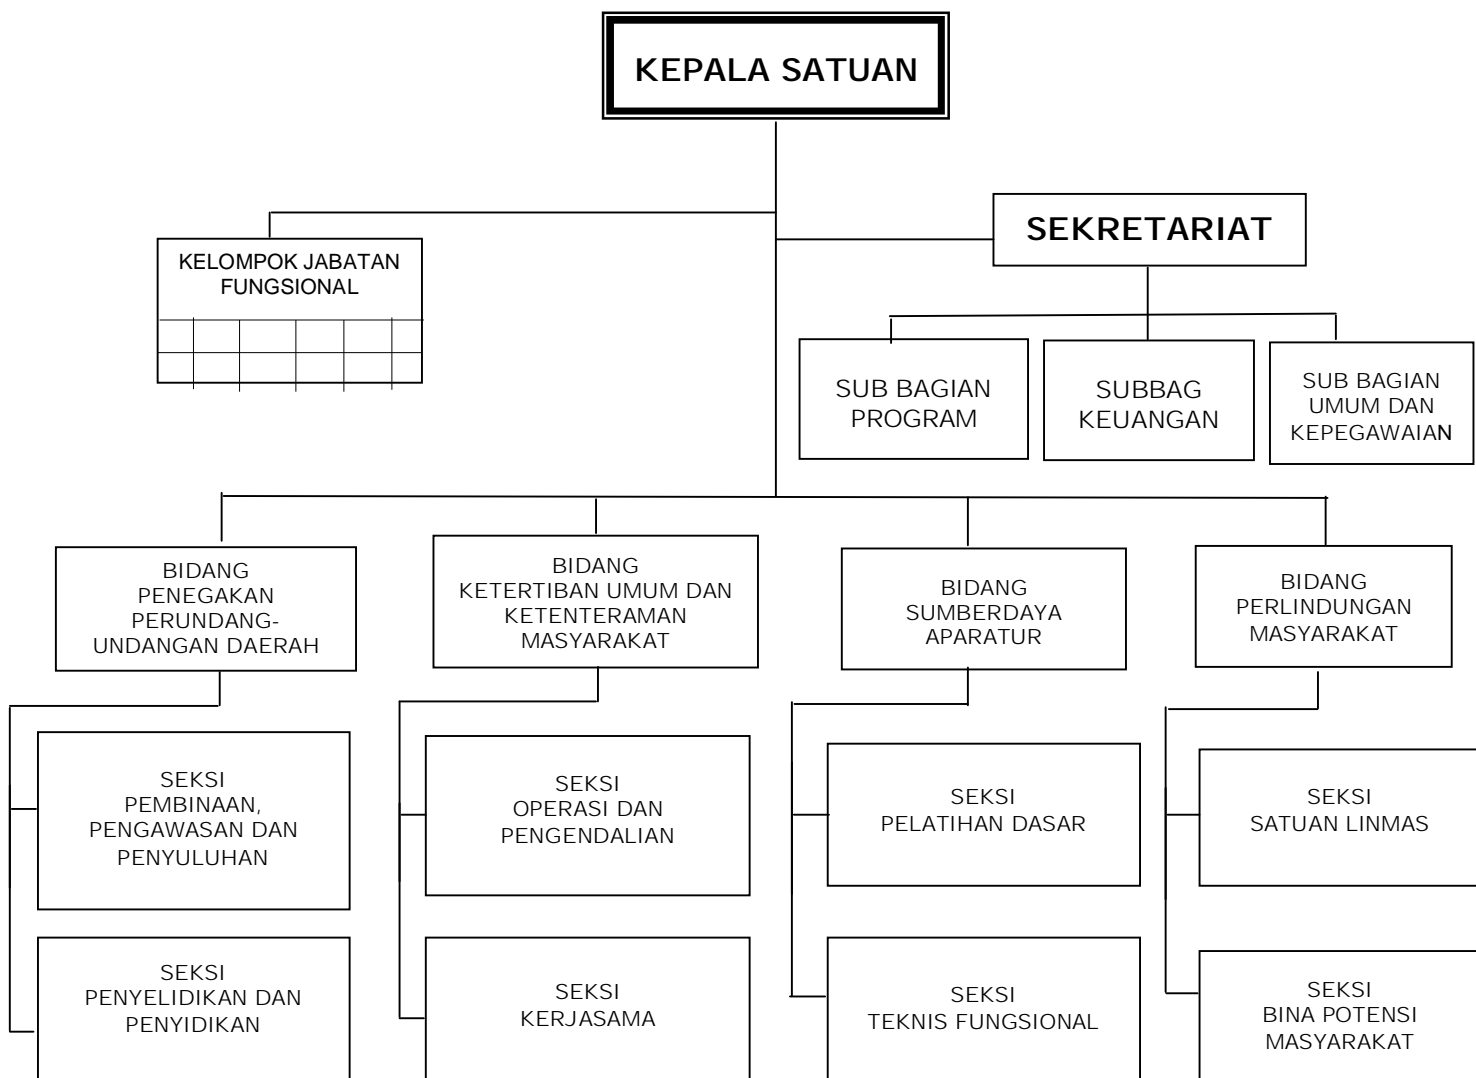 KEPALA SATUAN
SEKRETARIAT
KELOMPOK JABATAN
FUNGSIONAL
SUB BAGIAN
PROGRAM
SUBBAG
KEUANGAN
SUB BAGIAN
UMUM DAN
KEPEGAWAIAN
BIDANG
PENEGAKAN
PERUNDANG-
UNDANGAN DAERAH
BIDANG
KETERTIBAN UMUM DAN
KETENTERAMAN
MASYARAKAT
BIDANG
SUMBERDAYA
APARATUR
BIDANG
PERLINDUNGAN
MASYARAKAT
SEKSI
PEMBINAAN,
PENGAWASAN DAN
PENYULUHAN
SEKSI
OPERASI DAN
PENGENDALIAN
SEKSI
PELATIHAN DASAR
SEKSI
SATUAN LINMAS
SEKSI
PENYELIDIKAN DAN
PENYIDIKAN
SEKSI
KERJASAMA
SEKSI
TEKNIS FUNGSIONAL
SEKSI
BINA POTENSI
MASYARAKAT